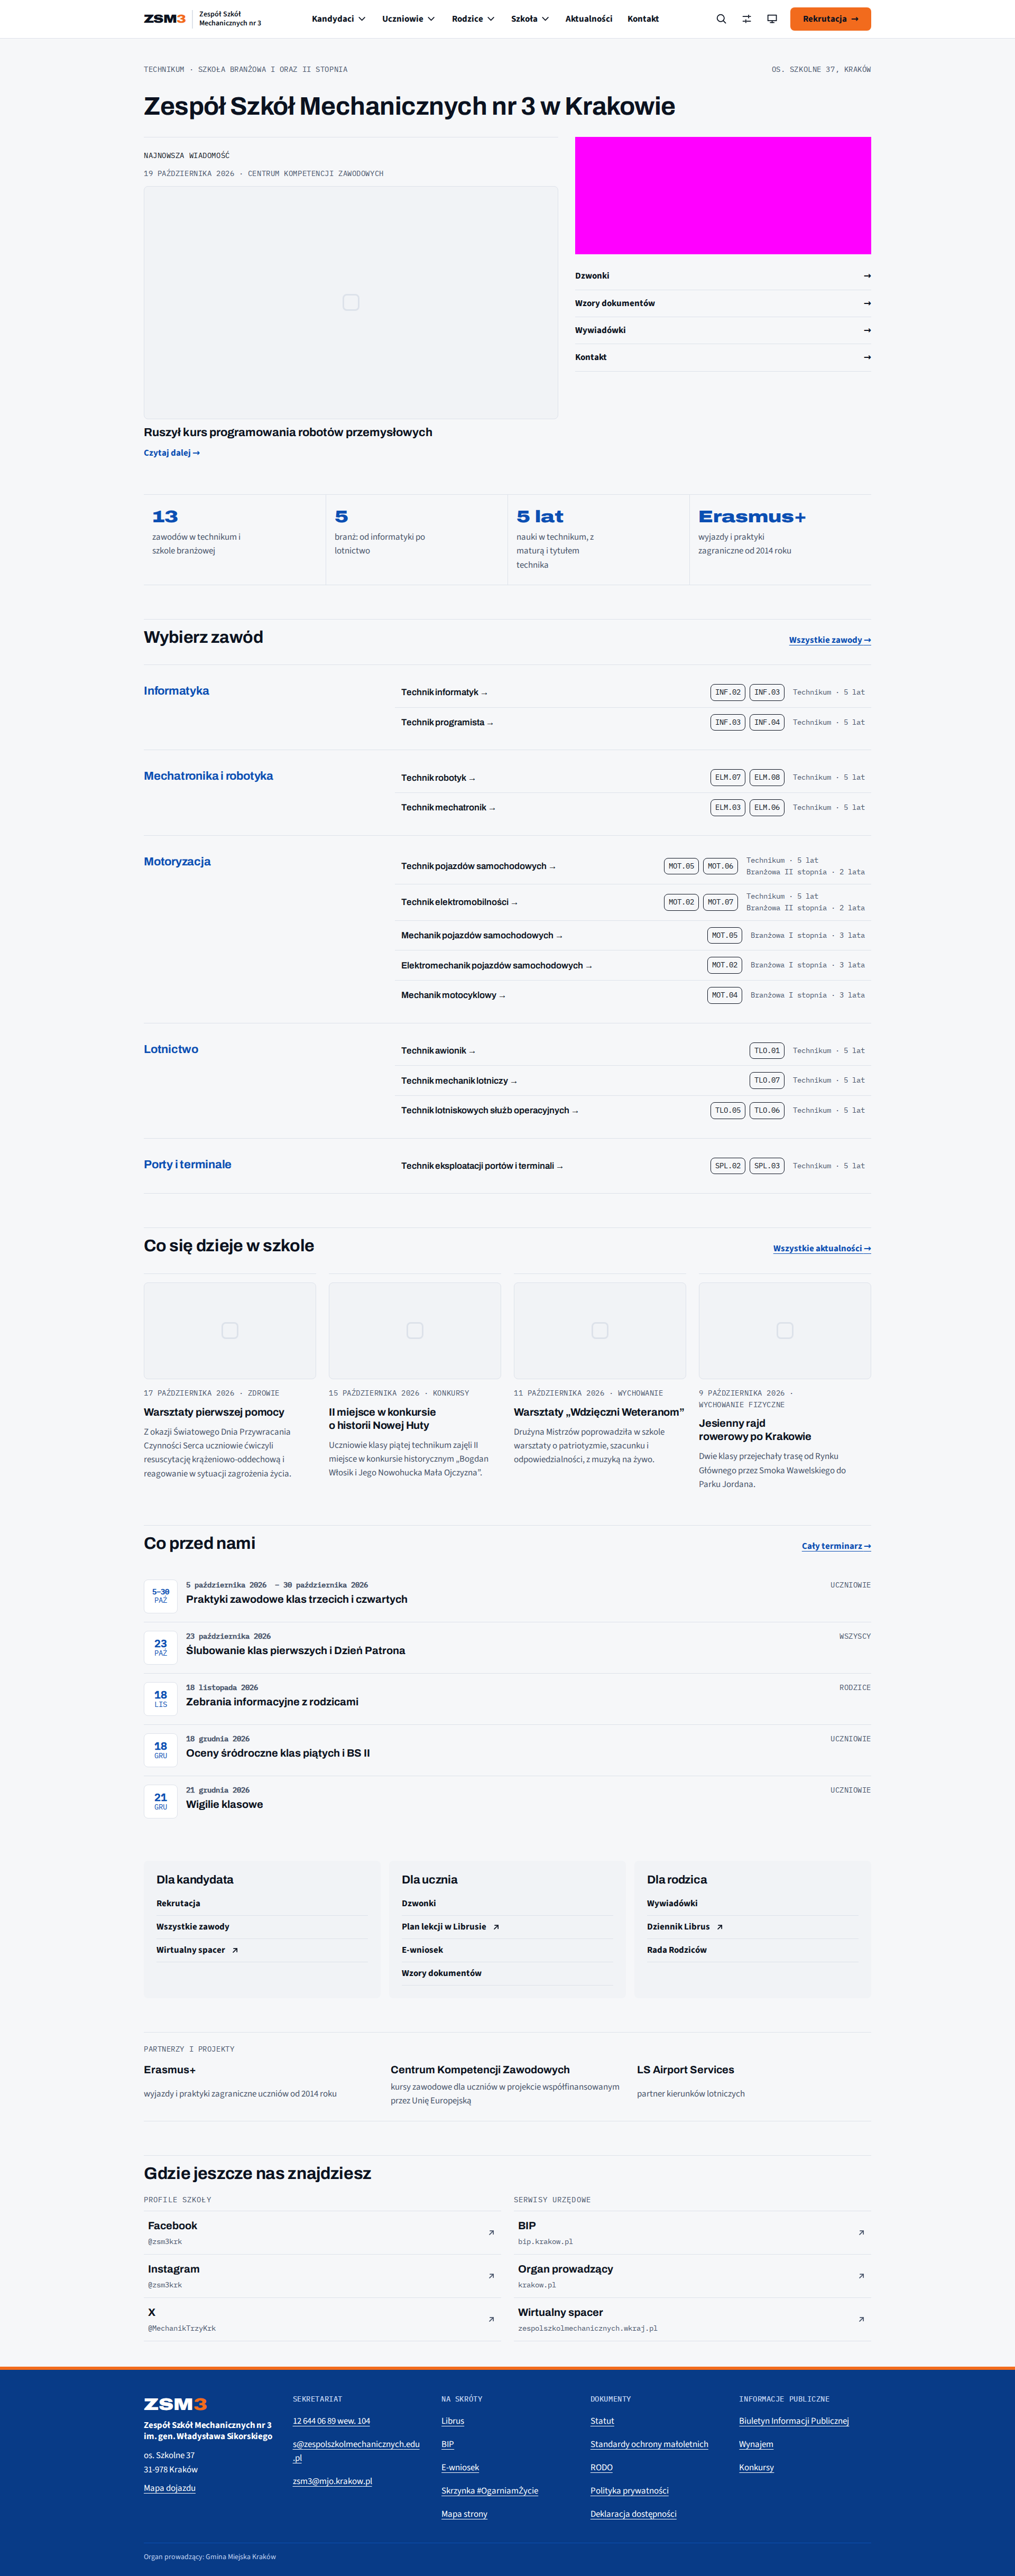 ZSM3
Zespół Szkół
Mechanicznych nr 3
Kandydaci
Uczniowie
Rodzice
Szkoła
Aktualności
Kontakt
Rekrutacja →
TECHNIKUM · SZKOŁA BRANŻOWA I ORAZ II STOPNIA
OS. SZKOLNE 37, KRAKÓW
Zespół Szkół Mechanicznych nr 3 w Krakowie
NAJNOWSZA WIADOMOŚĆ
19 PAŹDZIERNIKA 2026 · CENTRUM KOMPETENCJI ZAWODOWYCH
Ruszył kurs programowania robotów przemysłowych
Czytaj dalej →
Dzwonki →
Wzory dokumentów →
Wywiadówki →
Kontakt →
13
zawodów w technikum i
szkole branżowej
5
branż: od informatyki po
lotnictwo
5 lat
nauki w technikum, z
maturą i tytułem
technika
Erasmus+
wyjazdy i praktyki
zagraniczne od 2014 roku
Wybierz zawód
Wszystkie zawody →
Informatyka
Technik informatyk → INF.02 INF.03 Technikum · 5 lat
Technik programista → INF.03 INF.04 Technikum · 5 lat
Mechatronika i robotyka
Technik robotyk → ELM.07 ELM.08 Technikum · 5 lat
Technik mechatronik → ELM.03 ELM.06 Technikum · 5 lat
Motoryzacja
Technik pojazdów samochodowych → MOT.05 MOT.06 Technikum · 5 lat
Branżowa II stopnia · 2 lata
Technik elektromobilności → MOT.02 MOT.07 Technikum · 5 lat
Branżowa II stopnia · 2 lata
Mechanik pojazdów samochodowych → MOT.05 Branżowa I stopnia · 3 lata
Elektromechanik pojazdów samochodowych → MOT.02 Branżowa I stopnia · 3 lata
Mechanik motocyklowy → MOT.04 Branżowa I stopnia · 3 lata
Lotnictwo
Technik awionik → TLO.01 Technikum · 5 lat
Technik mechanik lotniczy → TLO.07 Technikum · 5 lat
Technik lotniskowych służb operacyjnych → TLO.05 TLO.06 Technikum · 5 lat
Porty i terminale
Technik eksploatacji portów i terminali → SPL.02 SPL.03 Technikum · 5 lat
Co się dzieje w szkole
Wszystkie aktualności →
17 PAŹDZIERNIKA 2026 · ZDROWIE
Warsztaty pierwszej pomocy
Z okazji Światowego Dnia Przywracania
Czynności Serca uczniowie ćwiczyli
resuscytację krążeniowo-oddechową i
reagowanie w sytuacji zagrożenia życia.
15 PAŹDZIERNIKA 2026 · KONKURSY
II miejsce w konkursie
o historii Nowej Huty
Uczniowie klasy piątej technikum zajęli II
miejsce w konkursie historycznym „Bogdan
Włosik i Jego Nowohucka Mała Ojczyzna”.
11 PAŹDZIERNIKA 2026 · WYCHOWANIE
Warsztaty „Wdzięczni Weteranom”
Drużyna Mistrzów poprowadziła w szkole
warsztaty o patriotyzmie, szacunku i
odpowiedzialności, z muzyką na żywo.
9 PAŹDZIERNIKA 2026 ·
WYCHOWANIE FIZYCZNE
Jesienny rajd
rowerowy po Krakowie
Dwie klasy przejechały trasę od Rynku
Głównego przez Smoka Wawelskiego do
Parku Jordana.
Co przed nami
Cały terminarz →
5–30
PAŹ
5 października 2026 – 30 października 2026
Praktyki zawodowe klas trzecich i czwartych
UCZNIOWIE
23
PAŹ
23 października 2026
Ślubowanie klas pierwszych i Dzień Patrona
WSZYSCY
18
LIS
18 listopada 2026
Zebrania informacyjne z rodzicami
RODZICE
18
GRU
18 grudnia 2026
Oceny śródroczne klas piątych i BS II
UCZNIOWIE
21
GRU
21 grudnia 2026
Wigilie klasowe
UCZNIOWIE
Dla kandydata
Rekrutacja
Wszystkie zawody
Wirtualny spacer ↗
Dla ucznia
Dzwonki
Plan lekcji w Librusie ↗
E-wniosek
Wzory dokumentów
Dla rodzica
Wywiadówki
Dziennik Librus ↗
Rada Rodziców
PARTNERZY I PROJEKTY
Erasmus+
wyjazdy i praktyki zagraniczne uczniów od 2014 roku
Centrum Kompetencji Zawodowych
kursy zawodowe dla uczniów w projekcie współfinansowanym
przez Unię Europejską
LS Airport Services
partner kierunków lotniczych
Gdzie jeszcze nas znajdziesz
PROFILE SZKOŁY
Facebook ↗
@zsm3krk
Instagram ↗
@zsm3krk
X ↗
@MechanikTrzyKrk
SERWISY URZĘDOWE
BIP ↗
bip.krakow.pl
Organ prowadzący ↗
krakow.pl
Wirtualny spacer ↗
zespolszkolmechanicznych.wkraj.pl
ZSM3
Zespół Szkół Mechanicznych nr 3
im. gen. Władysława Sikorskiego
os. Szkolne 37
31-978 Kraków
Mapa dojazdu
SEKRETARIAT
12 644 06 89 wew. 104
s@zespolszkolmechanicznych.edu
.pl
zsm3@mjo.krakow.pl
NA SKRÓTY
Librus
BIP
E-wniosek
Skrzynka #OgarniamŻycie
Mapa strony
DOKUMENTY
Statut
Standardy ochrony małoletnich
RODO
Polityka prywatności
Deklaracja dostępności
INFORMACJE PUBLICZNE
Biuletyn Informacji Publicznej
Wynajem
Konkursy
Organ prowadzący: Gmina Miejska Kraków